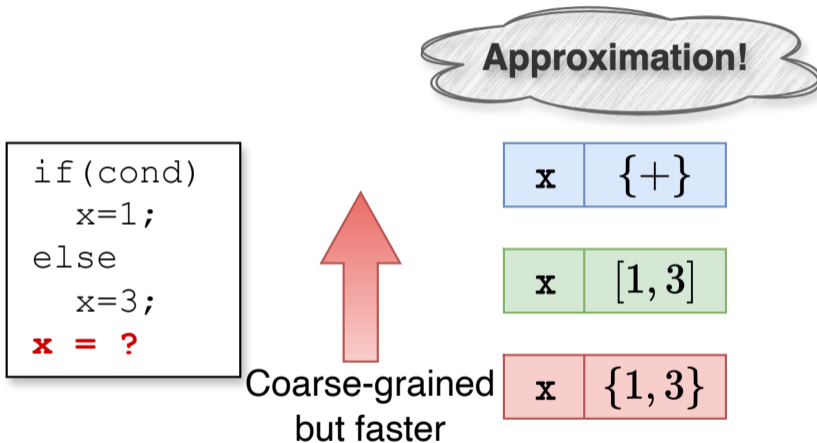 Approximation!
if(cond)
x=1;
else
x=3;
x = ?
Coarse-grained
but faster
x {+}
x [1, 3]
x {1, 3}